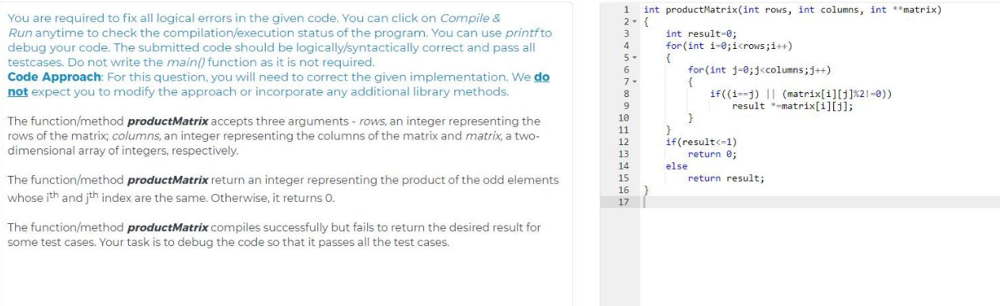 You are required to fix all logical errors in the given code. You can click on Compile &
Run anytime to check the compilation/execution status of the program. You can use printf to
debug your code. The submitted code should be logically/syntactically correct and pass all
testcases. Do not write the main() function as it is not required.
Code Approach: For this question, you will need to correct the given implementation. We do
not expect you to modify the approach or incorporate any additional library methods.
The function/method productMatrix accepts three arguments - rows, an integer representing the
rows of the matrix; columns, an integer representing the columns of the matrix and matrix, a two-
dimensional array of integers, respectively.
The function/method productMatrix return an integer representing the product of the odd elements
whose ith and jth index are the same. Otherwise, it returns 0.
The function/method productMatrix compiles successfully but fails to return the desired result for
some test cases. Your task is to debug the code so that it passes all the test cases.
1 int productMatrix(int rows, int columns, int **matrix)
2 {
3 int result=0;
4 for(int i=0;i<rows;i++)
5 {
6 for(int j=0;j<columns;j++)
7 {
8 if((i==j) || (matrix[i][j]%2!=0))
9 result *=matrix[i][j];
10 }
11 }
12 if(result<=1)
13 return 0;
14 else
15 return result;
16 }
17